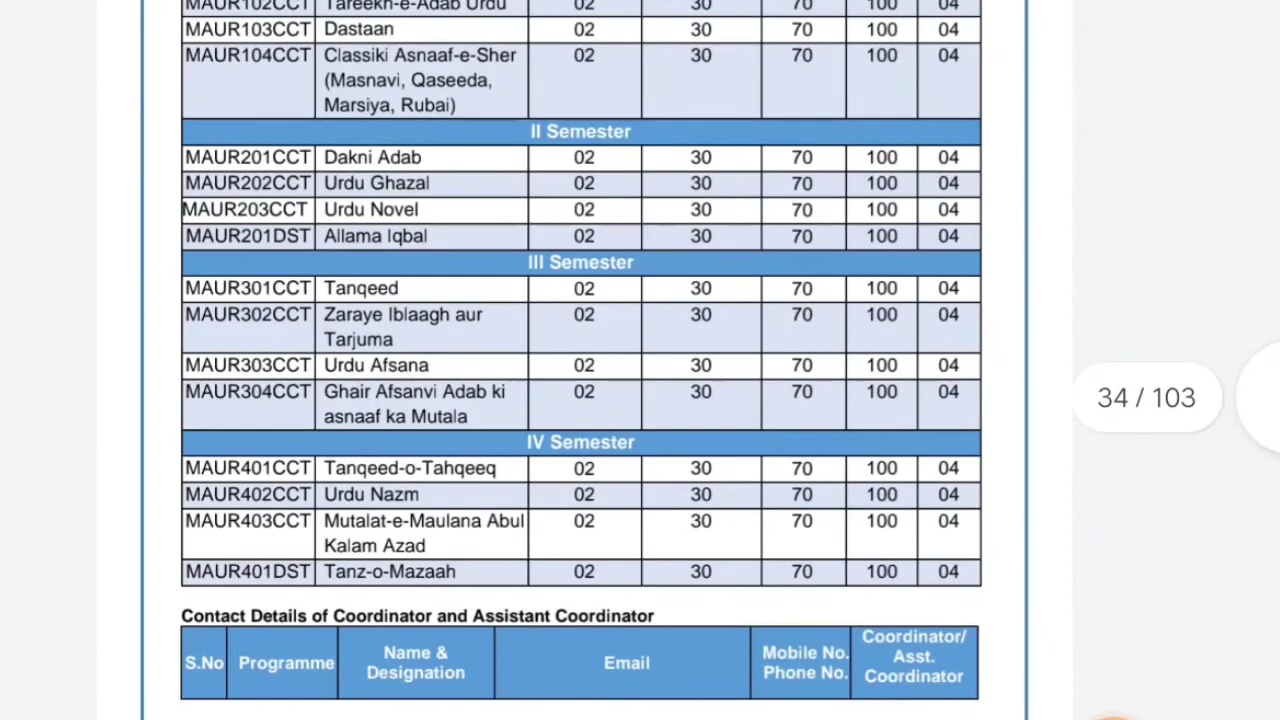 MAUR102CCT Tareekh-e-Adab Urdu 02 30 70 100 04
MAUR103CCT Dastaan 02 30 70 100 04
MAUR104CCT Classiki Asnaaf-e-Sher 02 30 70 100 04
(Masnavi, Qaseeda,
Marsiya, Rubai)
II Semester
MAUR201CCT Dakni Adab 02 30 70 100 04
MAUR202CCT Urdu Ghazal 02 30 70 100 04
MAUR203CCT Urdu Novel 02 30 70 100 04
MAUR201DST Allama Iqbal 02 30 70 100 04
III Semester
MAUR301CCT Tanqeed 02 30 70 100 04
MAUR302CCT Zaraye Iblaagh aur 02 30 70 100 04
Tarjuma
MAUR303CCT Urdu Afsana 02 30 70 100 04
MAUR304CCT Ghair Afsanvi Adab ki 02 30 70 100 04
asnaaf ka Mutala
IV Semester
MAUR401CCT Tanqeed-o-Tahqeeq 02 30 70 100 04
MAUR402CCT Urdu Nazm 02 30 70 100 04
MAUR403CCT Mutalat-e-Maulana Abul 02 30 70 100 04
Kalam Azad
MAUR401DST Tanz-o-Mazaah 02 30 70 100 04
Contact Details of Coordinator and Assistant Coordinator
S.No Programme Name & Designation Email Mobile No. Phone No. Coordinator/ Asst. Coordinator
34 / 103